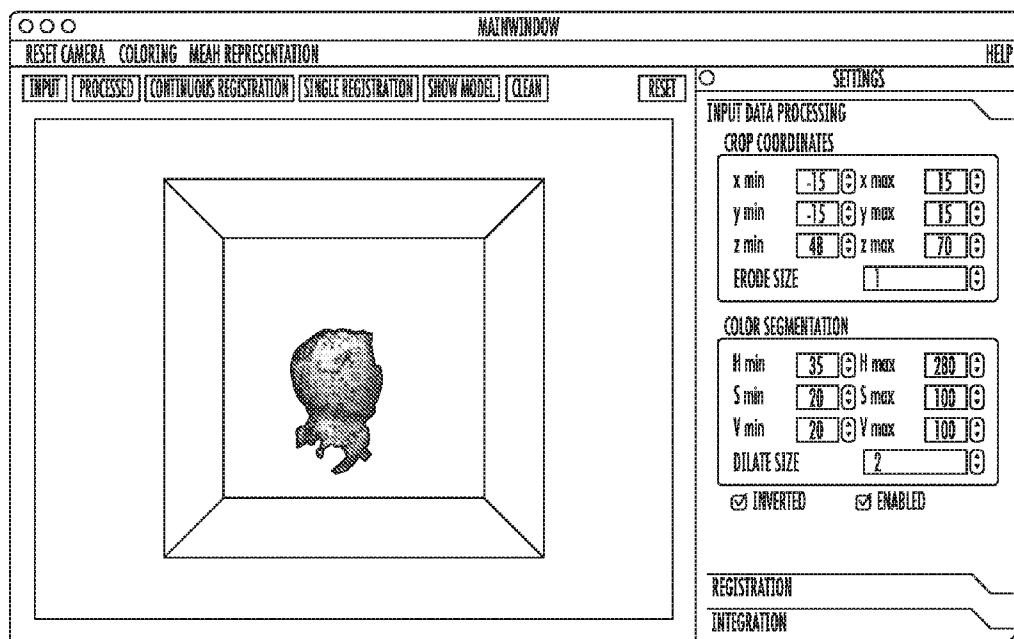 MAINWINDOW
RESET CAMERA COLORING MEAH REPRESENTATION HELP
INPUT PROCESSED CONTINUOUS REGISTRATION SINGLE REGISTRATION SHOW MODEL CLEAN RESET
SETTINGS
INPUT DATA PROCESSING
CROP COORDINATES
x min -15 x max 15
y min -15 y max 15
z min 48 z max 70
ERODE SIZE 1
COLOR SEGMENTATION
H min 35 H max 280
S min 20 S max 100
V min 20 V max 100
DILATE SIZE 2
INVERTED ENABLED
REGISTRATION
INTEGRATION